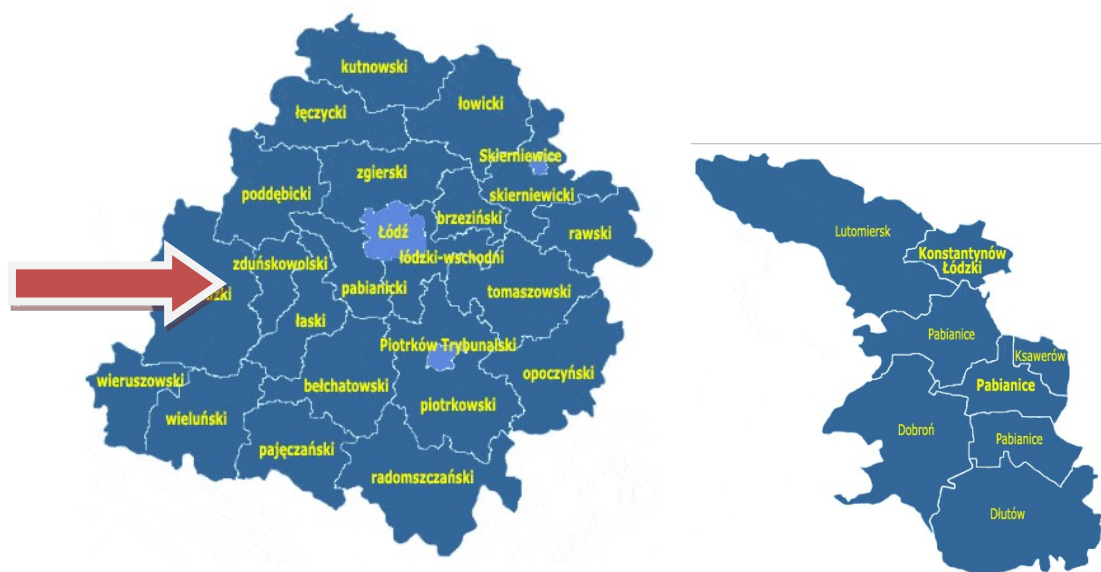 kutnowski
łowicki
łęczycki
Skierniewice
zgierski
poddębicki
skierniewicki
brzeziński
Łódź
rawski
łódzki-wschodni
zduńskowolski
pabianicki
tomaszowski
łaski
Piotrków Trybunalski
opoczyński
wieruszowski
bełchatowski
piotrkowski
wieluński
pajęczański
radomszczański
Lutomiersk
Konstantynów
Łódzki
Pabianice
Ksawerów
Pabianice
Dobroń
Pabianice
Dłutów